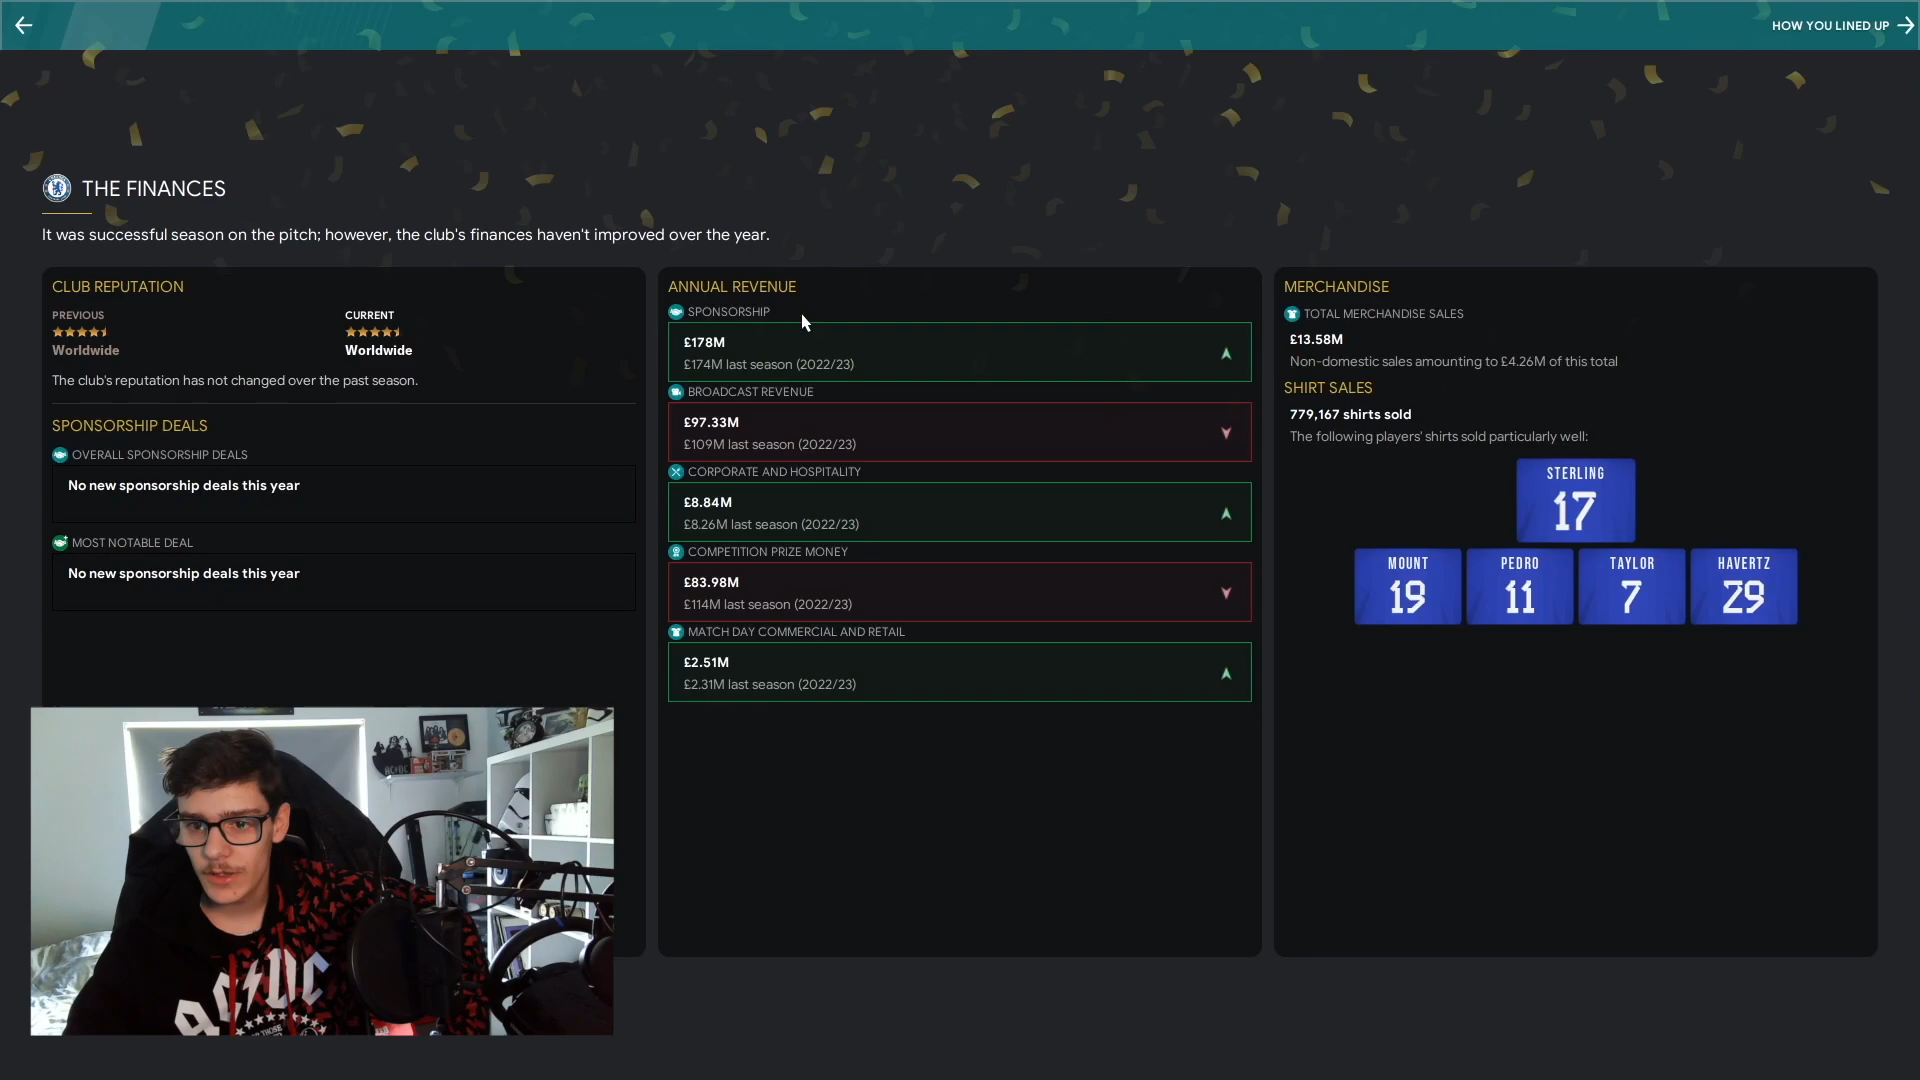 HOW YOU LINED UP
THE FINANCES
It was successful season on the pitch; however, the club's finances haven't improved over the year.
CLUB REPUTATION
PREVIOUS
CURRENT
Worldwide
Worldwide
The club's reputation has not changed over the past season.
SPONSORSHIP DEALS
OVERALL SPONSORSHIP DEALS
No new sponsorship deals this year
MOST NOTABLE DEAL
No new sponsorship deals this year
ANNUAL REVENUE
SPONSORSHIP
£178M
£174M last season (2022/23)
BROADCAST REVENUE
£97.33M
£109M last season (2022/23)
CORPORATE AND HOSPITALITY
£8.84M
£8.26M last season (2022/23)
COMPETITION PRIZE MONEY
£83.98M
£114M last season (2022/23)
MATCH DAY COMMERCIAL AND RETAIL
£2.51M
£2.31M last season (2022/23)
MERCHANDISE
TOTAL MERCHANDISE SALES
£13.58M
Non-domestic sales amounting to £4.26M of this total
SHIRT SALES
779,167 shirts sold
The following players' shirts sold particularly well:
STERLING
17
MOUNT
19
PEDRO
11
TAYLOR
7
HAVERTZ
29
AC/DC
AC/DC